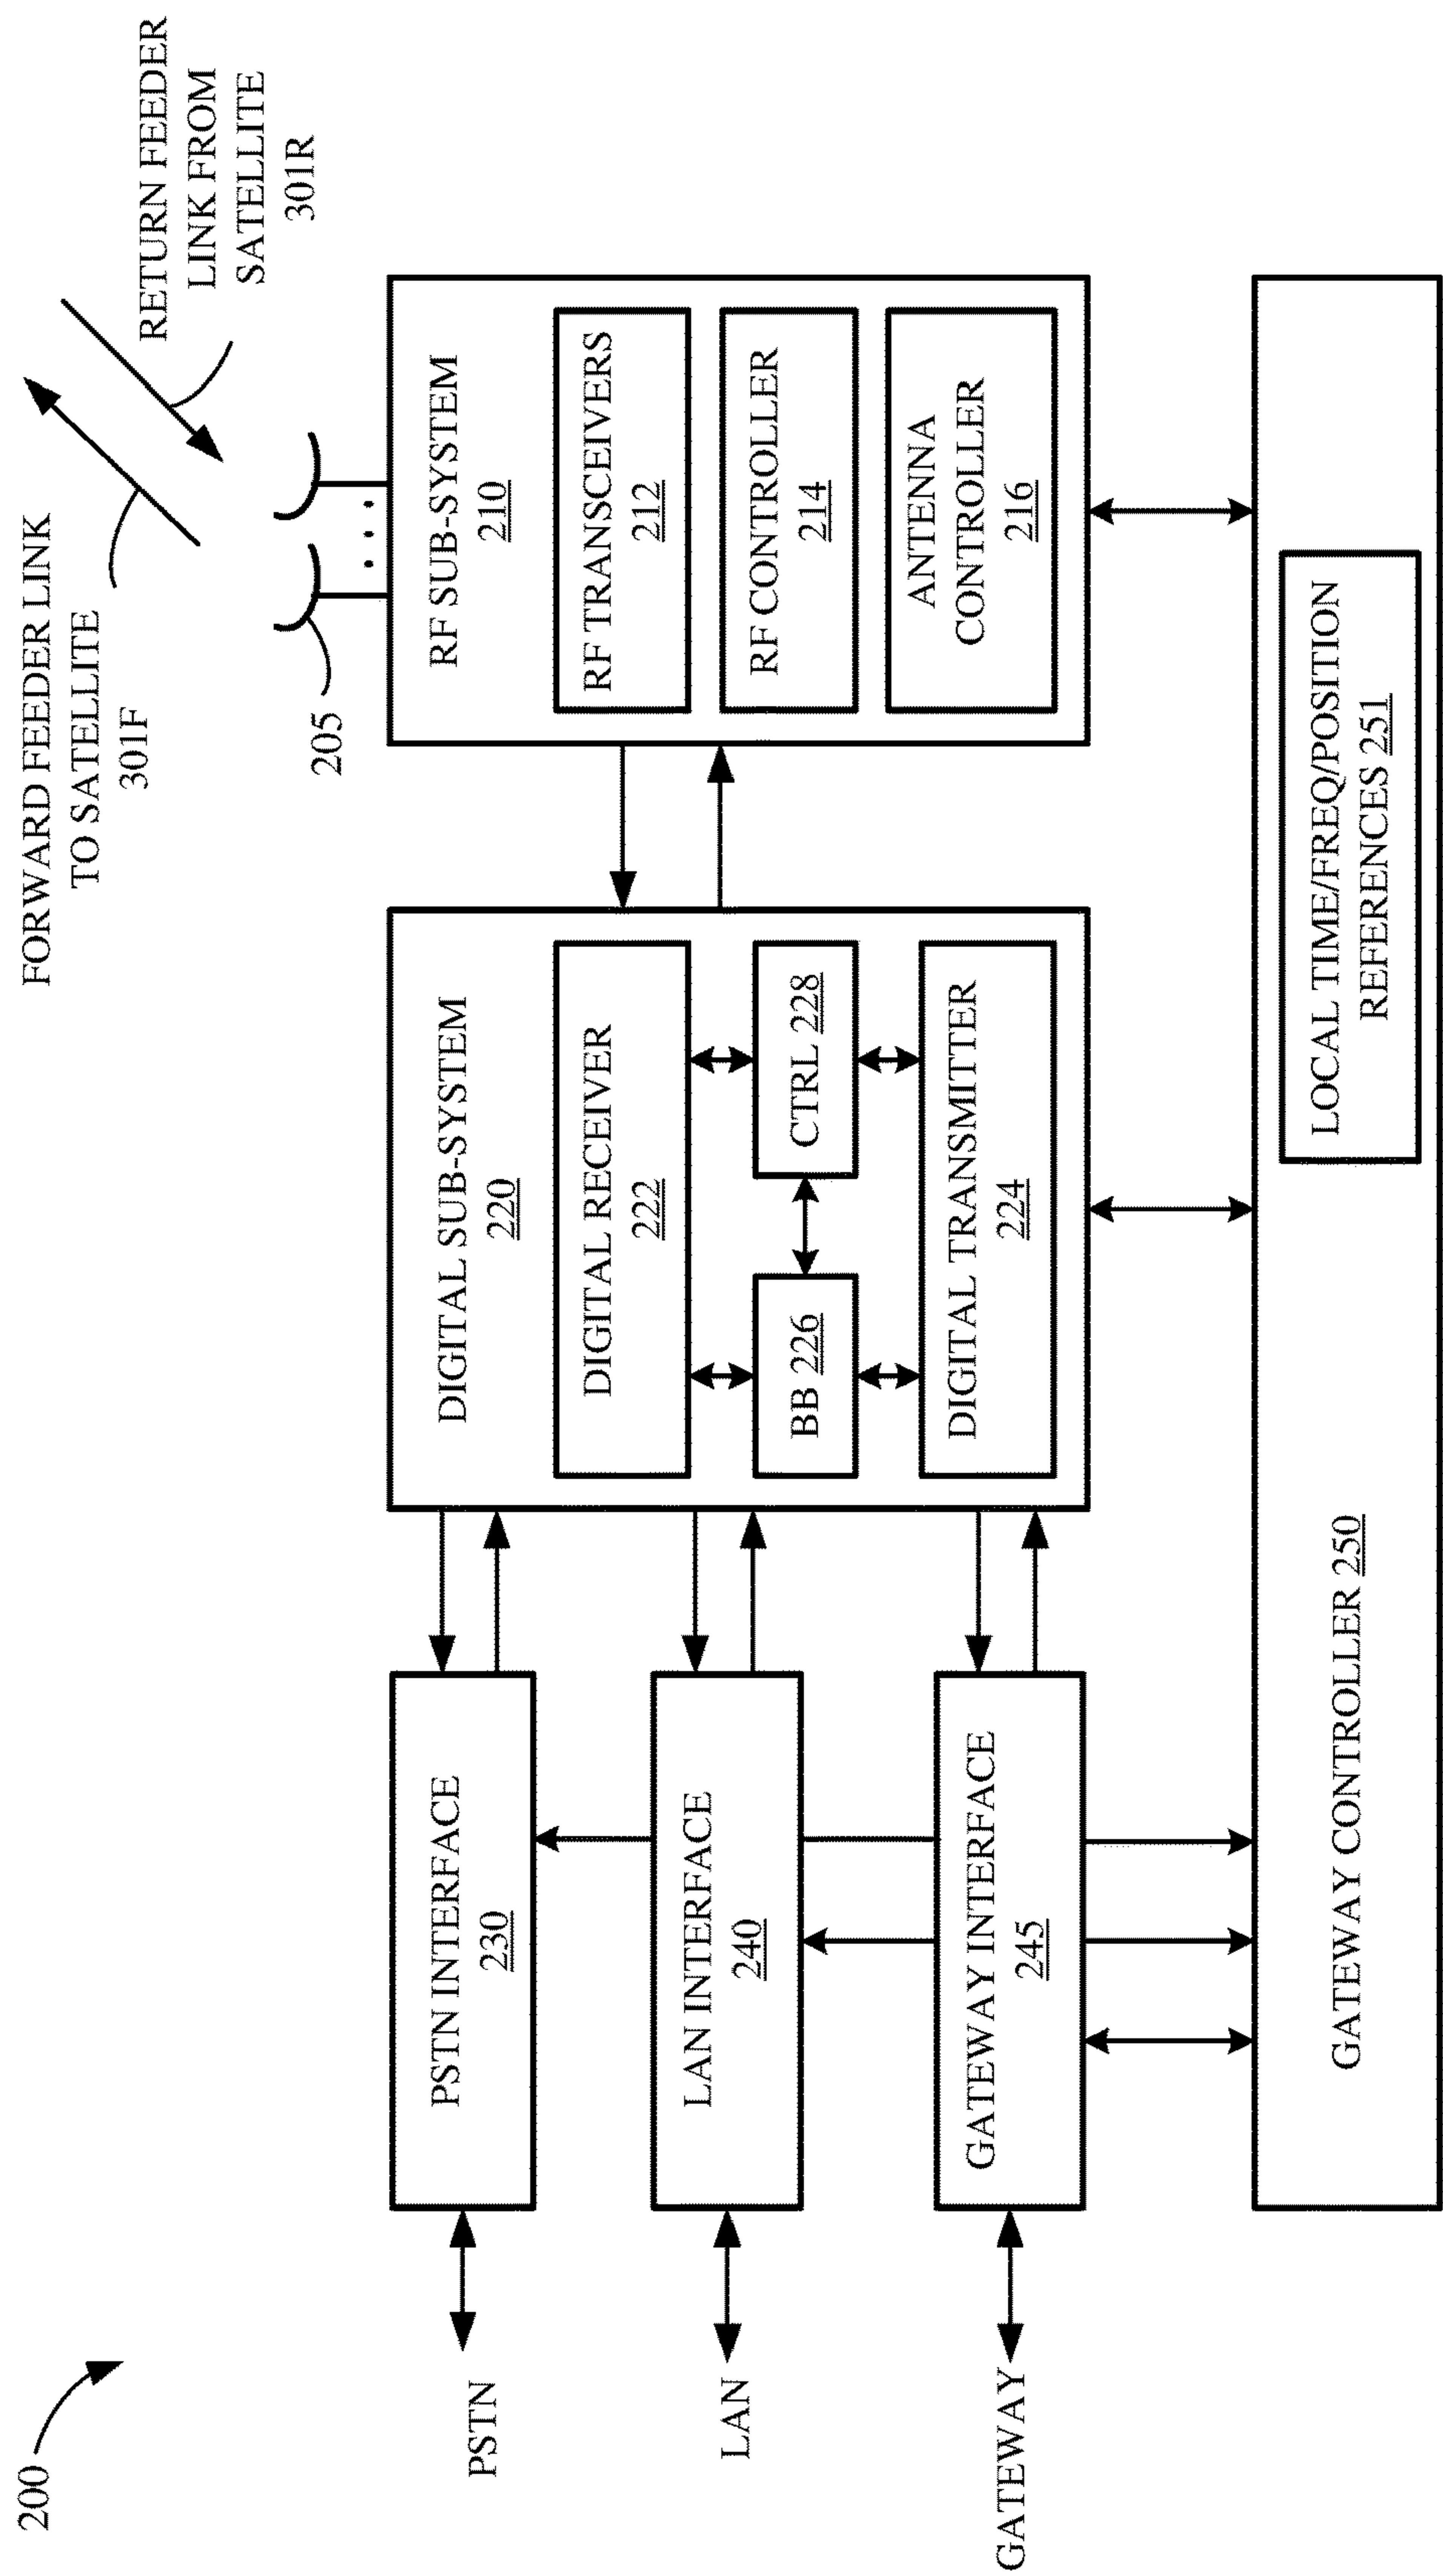 200
FORWARD FEEDER LINK
TO SATELLITE
301F
RETURN FEEDER
LINK FROM
SATELLITE
301R
205
PSTN
PSTN INTERFACE
230
LAN
LAN INTERFACE
240
GATEWAY
GATEWAY INTERFACE
245
DIGITAL SUB-SYSTEM
220
DIGITAL RECEIVER
222
BB 226
CTRL 228
DIGITAL TRANSMITTER
224
RF SUB-SYSTEM
210
RF TRANSCEIVERS
212
RF CONTROLLER
214
ANTENNA
CONTROLLER
216
GATEWAY CONTROLLER 250
LOCAL TIME/FREQ/POSITION
REFERENCES 251